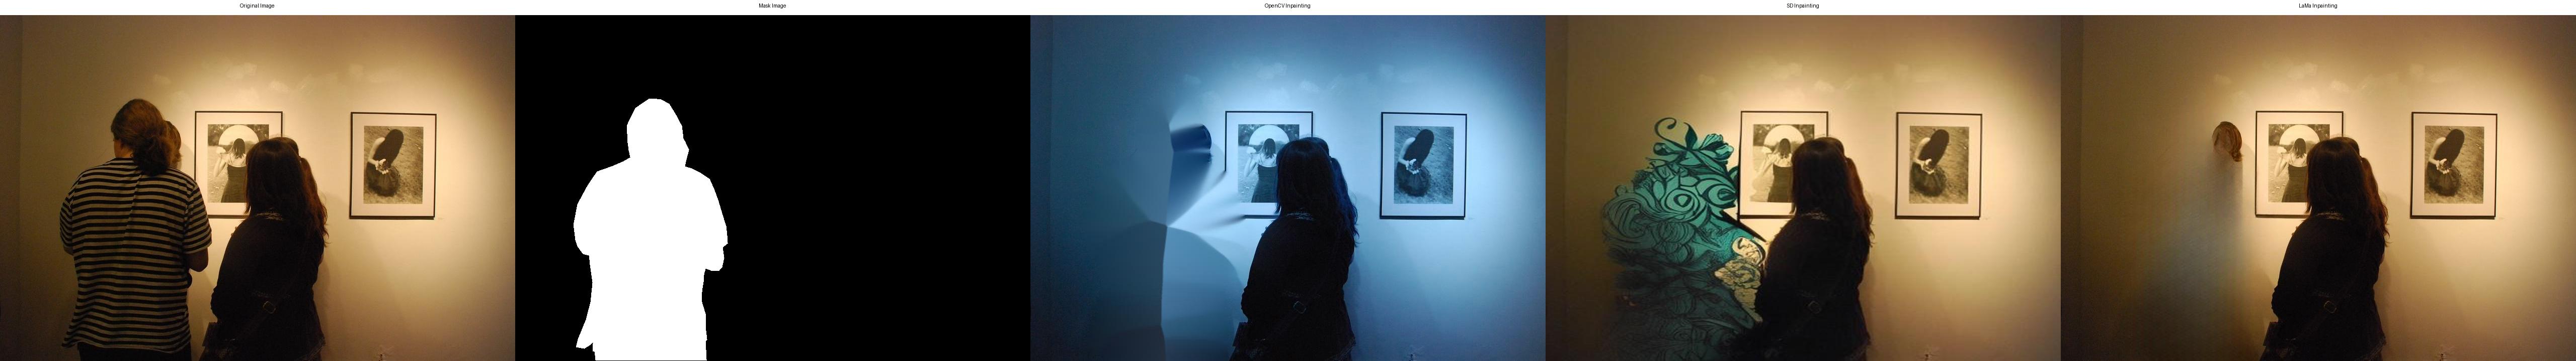 Original Image
Mask Image
OpenCV Inpainting
SD Inpainting
LaMa Inpainting